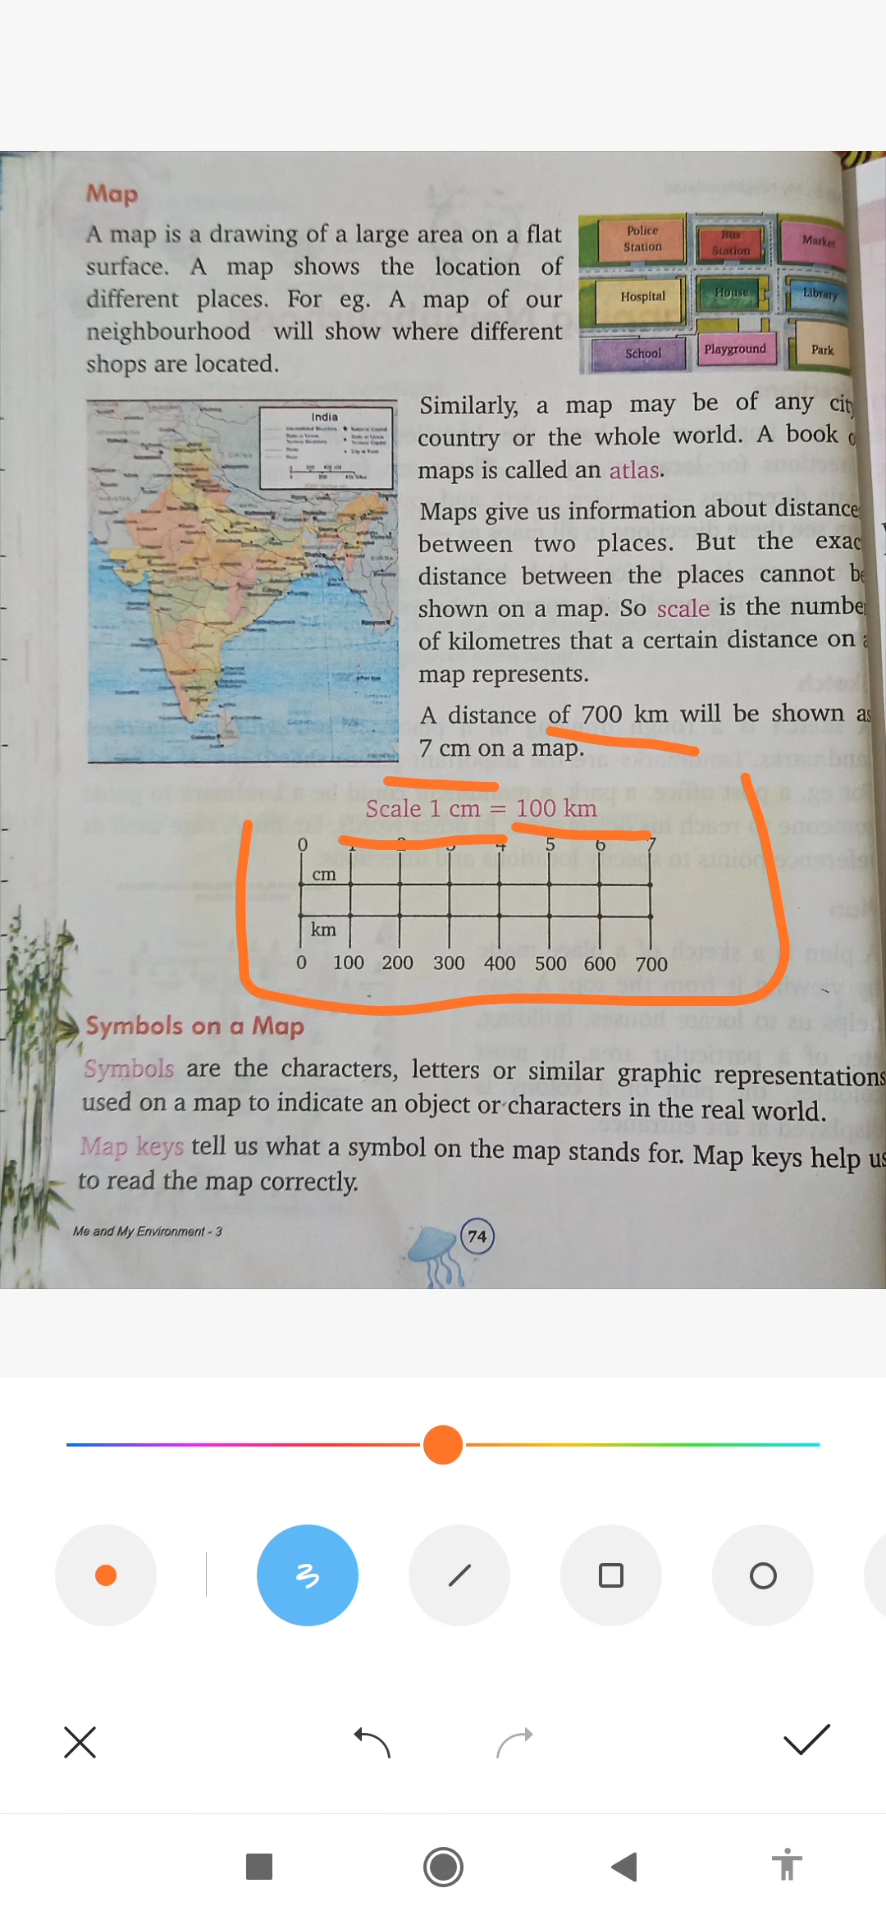 Map
A map is a drawing of a large area on a flat
surface. A map shows the location of
different places. For eg. A map of our
neighbourhood will show where different
shops are located.
Police
Station
Bus
Station
Market
Hospital
House
Library
School
Playground
Park
India
Similarly, a map may be of any city
country or the whole world. A book o
maps is called an atlas.
Maps give us information about distance
between two places. But the exac
distance between the places cannot be
shown on a map. So scale is the numbe
of kilometres that a certain distance on a
map represents.
A distance of 700 km will be shown as
7 cm on a map.
Scale 1 cm = 100 km
0 1 2 3 4 5 6 7
cm
km
0 100 200 300 400 500 600 700
Symbols on a Map
Symbols are the characters, letters or similar graphic representations
used on a map to indicate an object or characters in the real world.
Map keys tell us what a symbol on the map stands for. Map keys help us
to read the map correctly.
Me and My Environment - 3
74